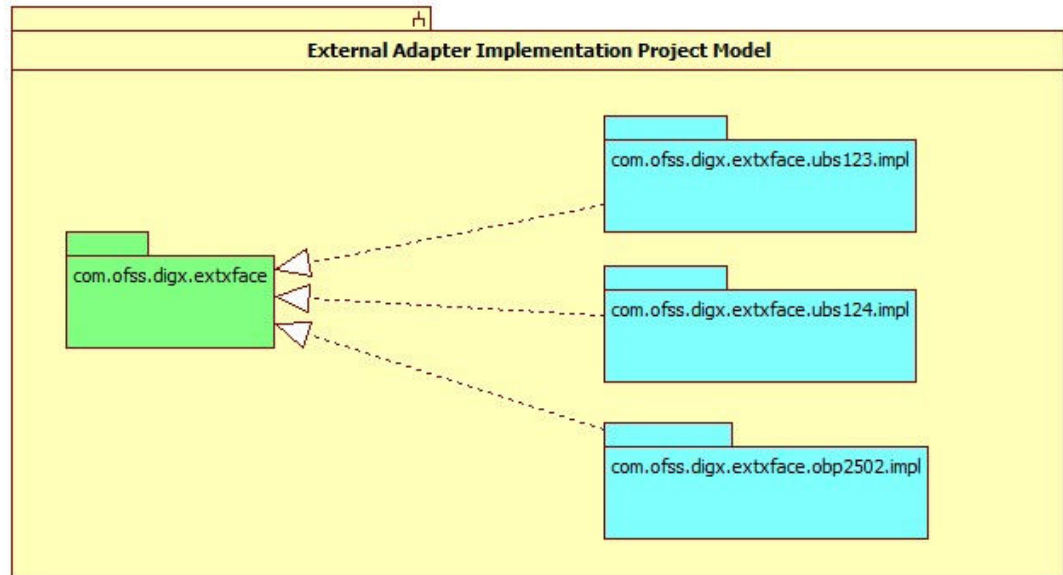 External Adapter Implementation Project Model
com.ofss.digx.extxface.ubs123.impl
com.ofss.digx.extxface
com.ofss.digx.extxface.ubs124.impl
com.ofss.digx.extxface.obp2502.impl